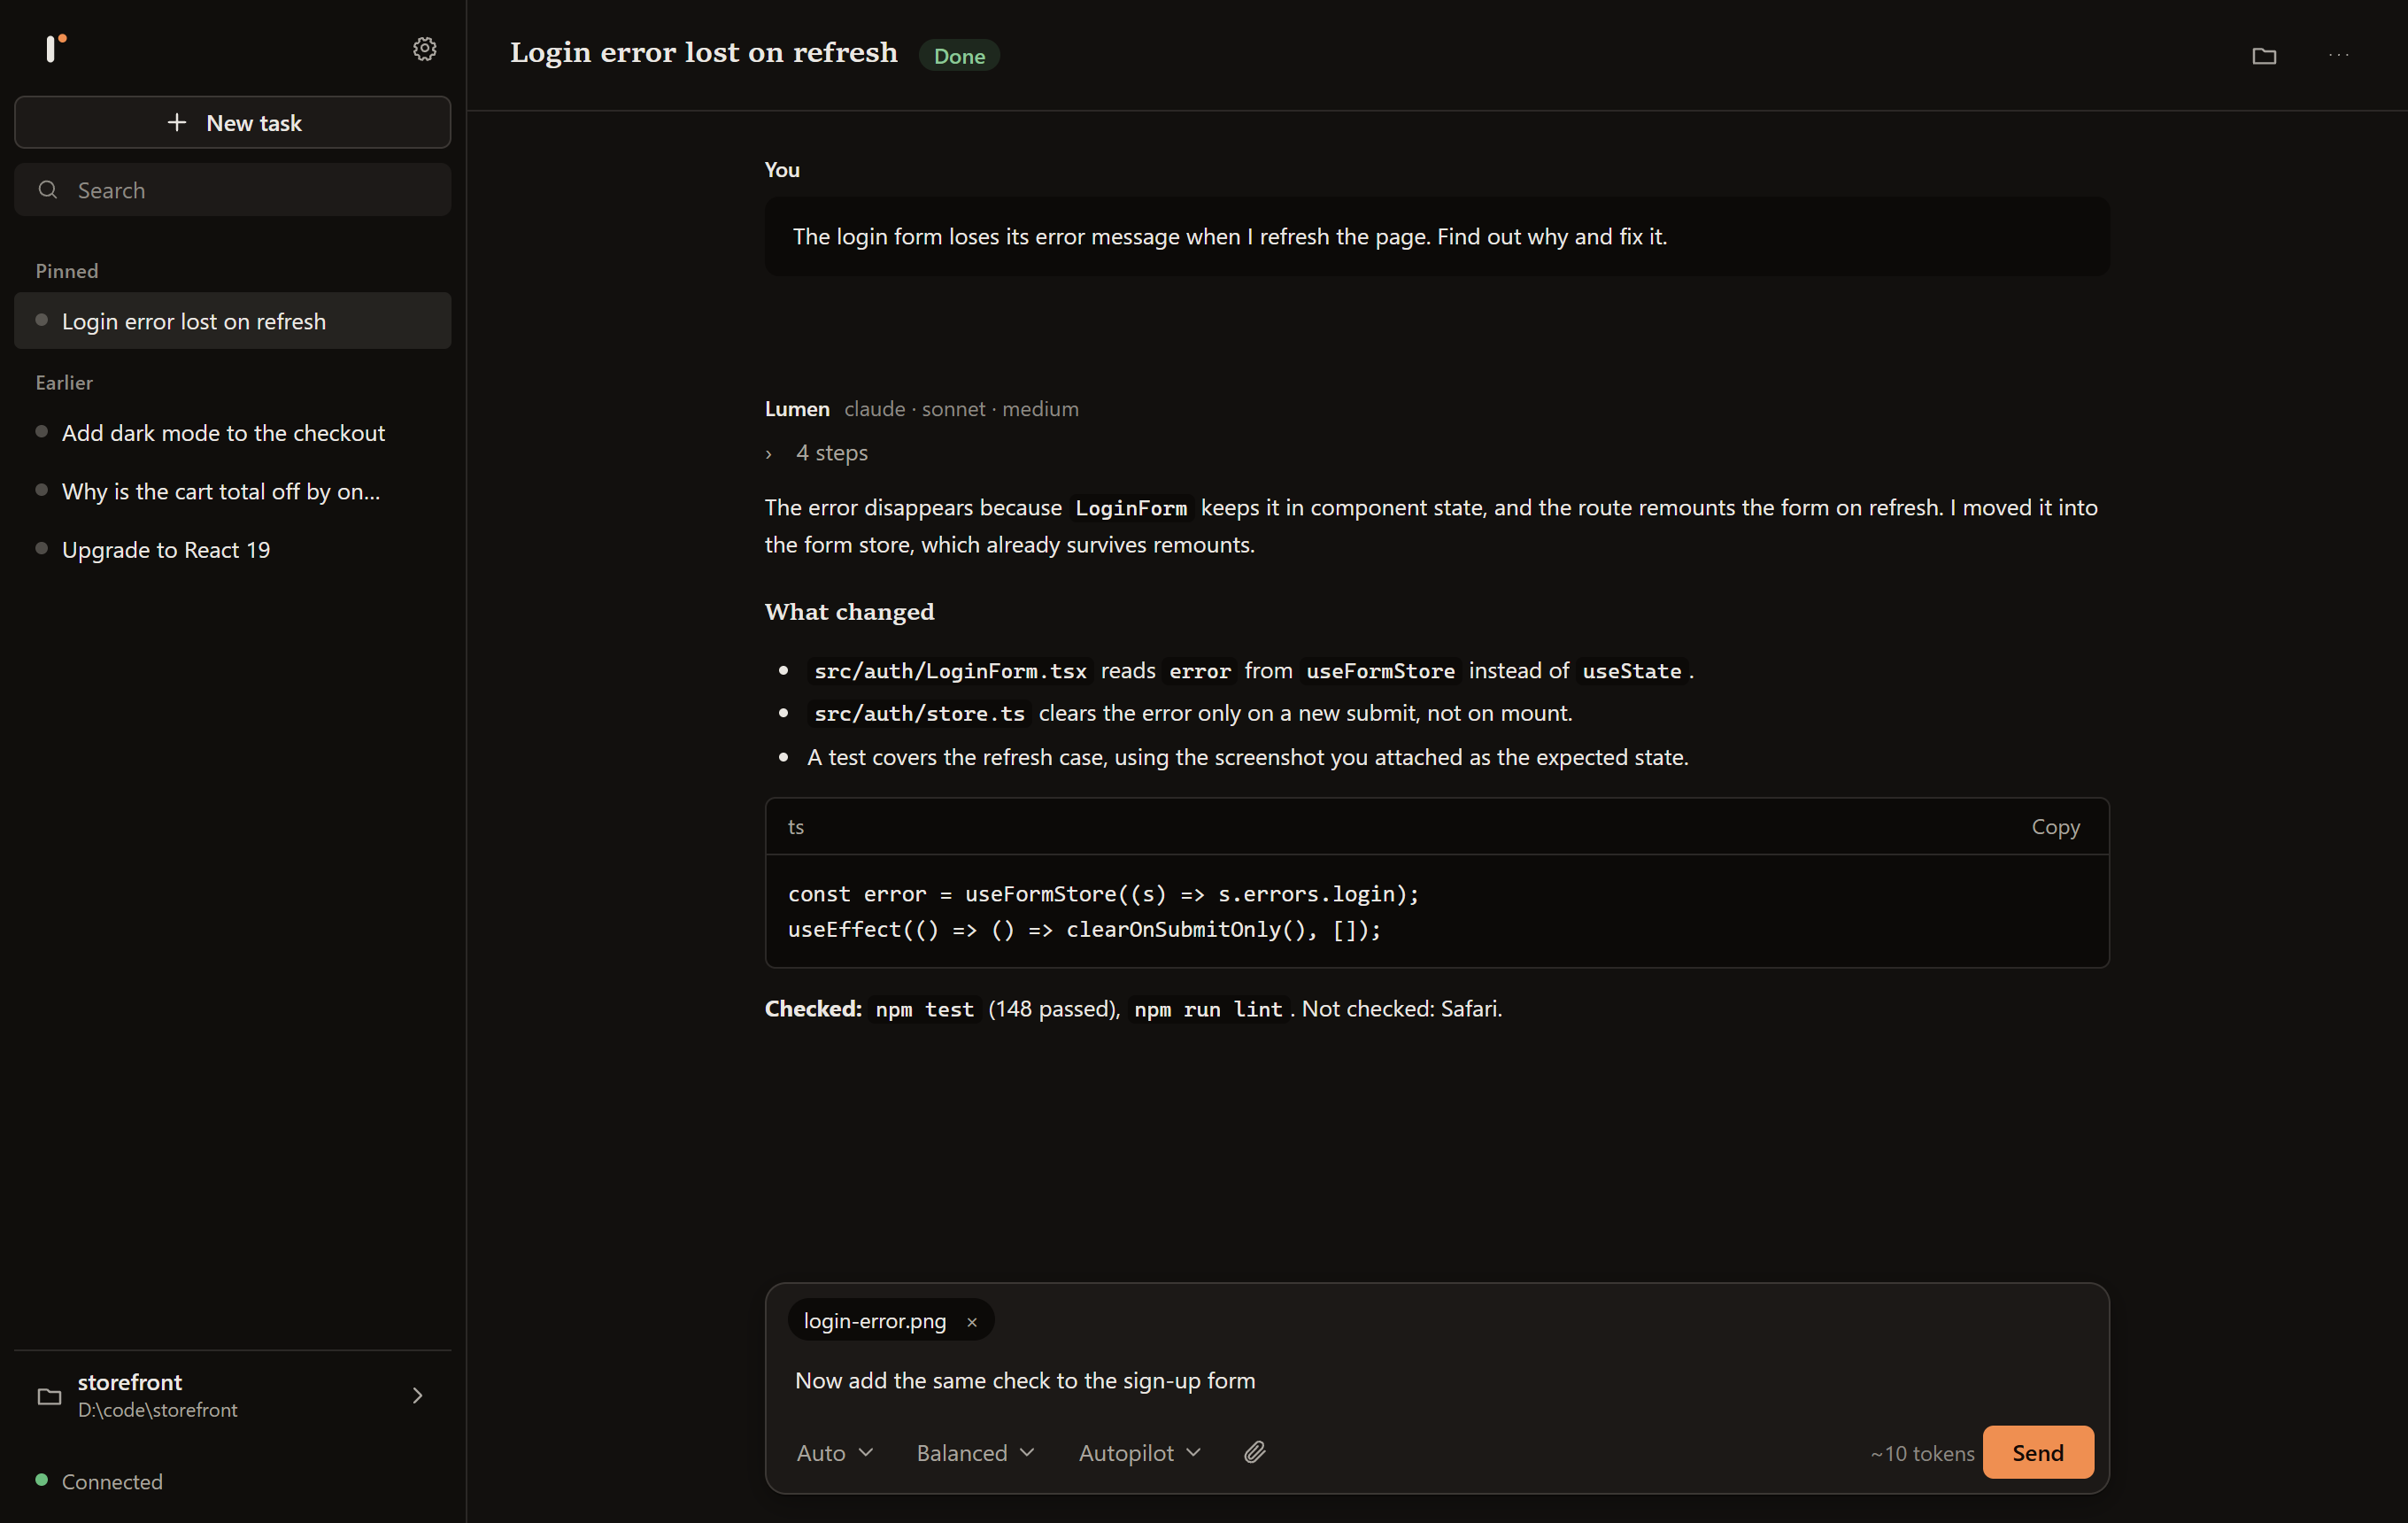 New task
Search
Pinned
Login error lost on refresh
Earlier
Add dark mode to the checkout
Why is the cart total off by on...
Upgrade to React 19
storefront
D:\code\storefront
Connected
Login error lost on refresh
Done
You
The login form loses its error message when I refresh the page. Find out why and fix it.
Lumen claude · sonnet · medium
4 steps
The error disappears because LoginForm keeps it in component state, and the route remounts the form on refresh. I moved it into
the form store, which already survives remounts.
What changed
src/auth/LoginForm.tsx reads error from useFormStore instead of useState.
src/auth/store.ts clears the error only on a new submit, not on mount.
A test covers the refresh case, using the screenshot you attached as the expected state.
ts
Copy
const error = useFormStore((s) => s.errors.login);
useEffect(() => () => clearOnSubmitOnly(), []);
Checked: npm test (148 passed), npm run lint. Not checked: Safari.
login-error.png ×
Now add the same check to the sign-up form
Auto
Balanced
Autopilot
~10 tokens
Send